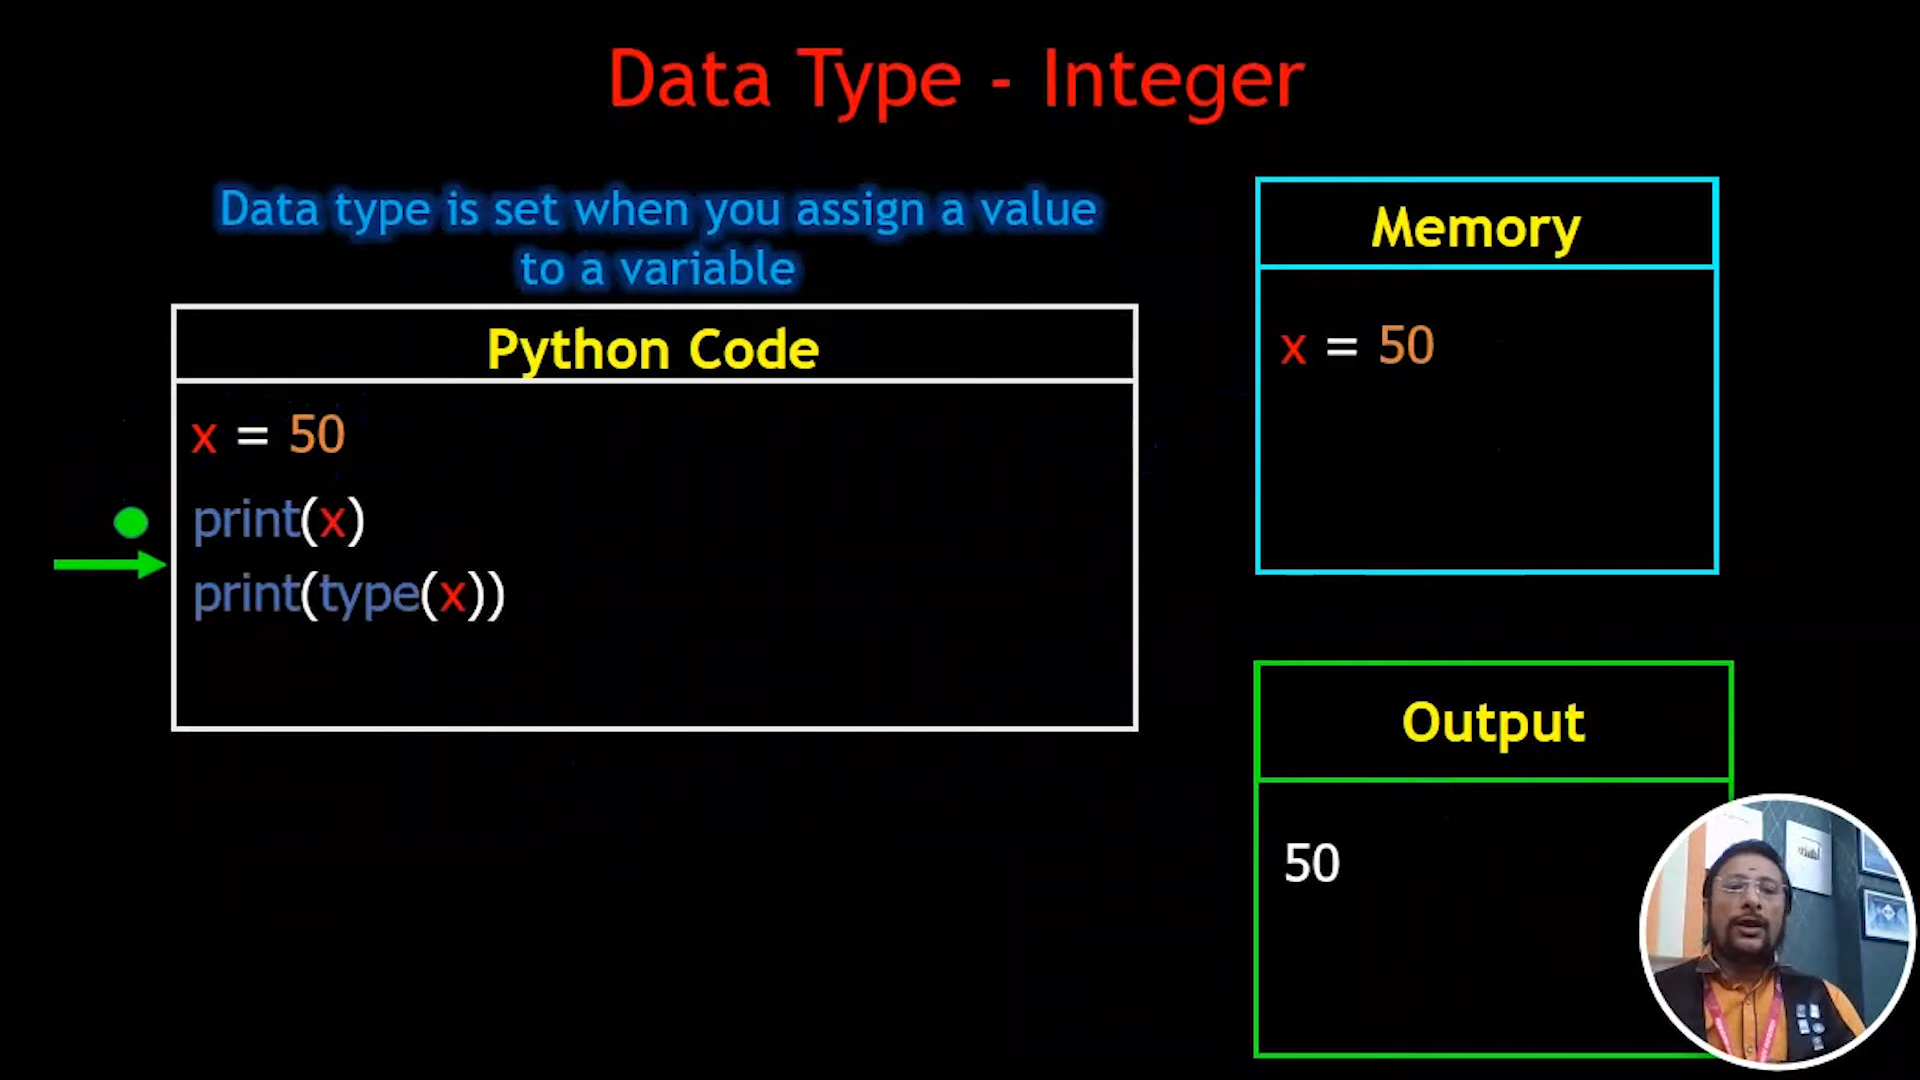 Data Type - Integer
Data type is set when you assign a value
to a variable
Python Code
x = 50
print(x)
print(type(x))
Memory
x = 50
Output
50